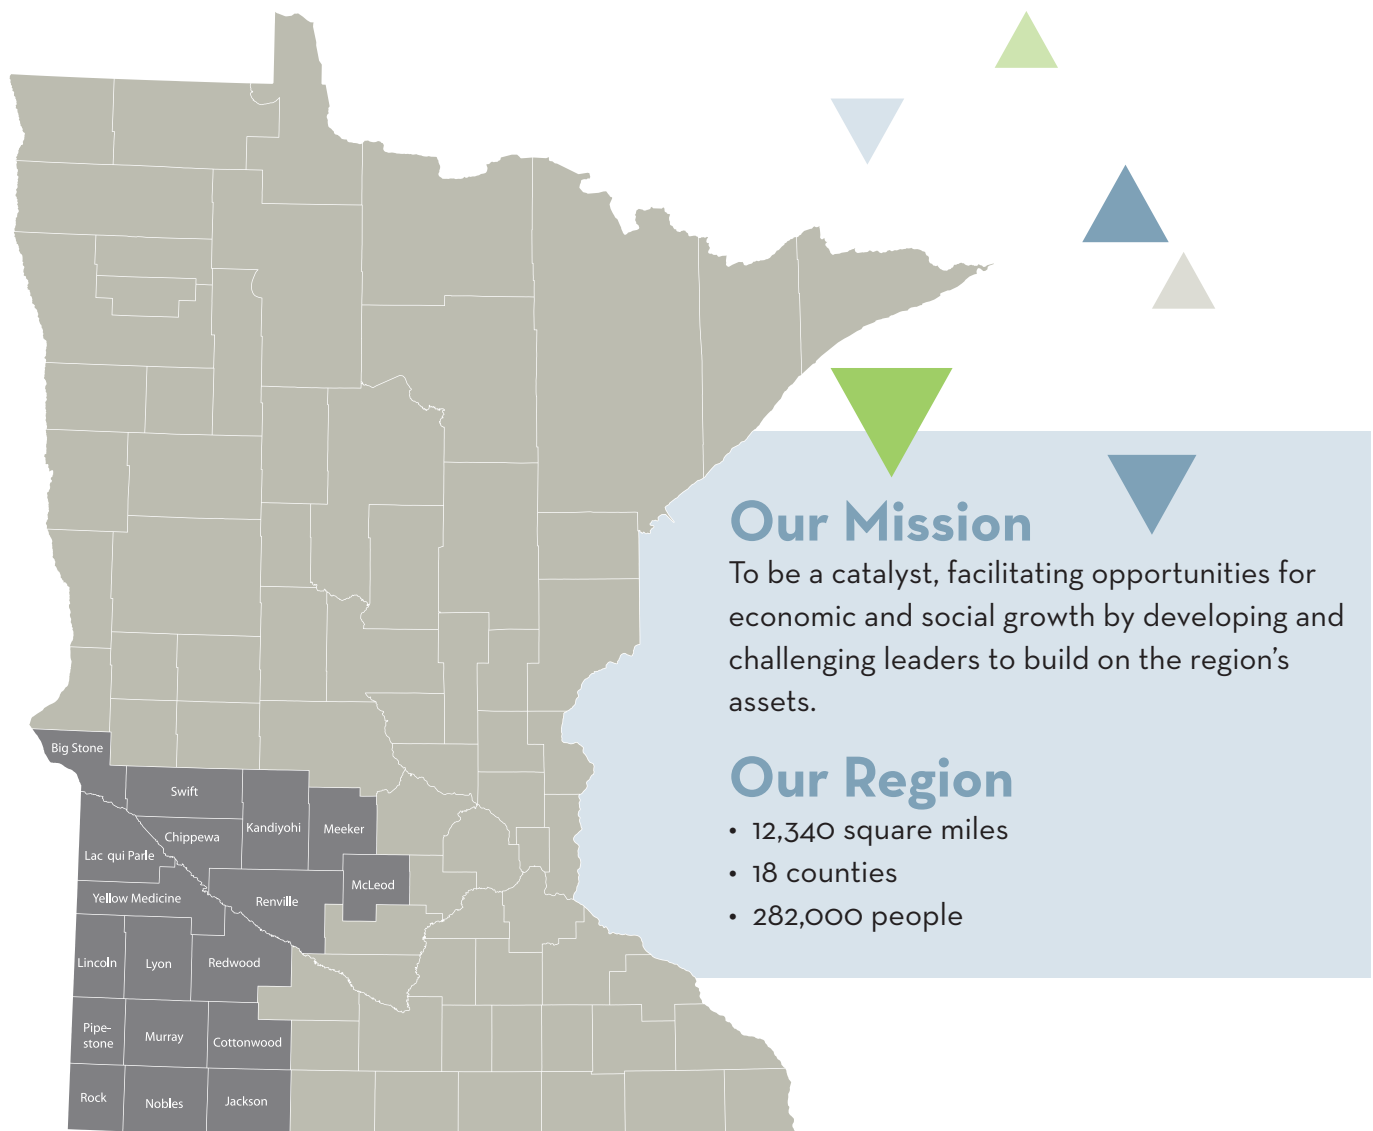 Our Mission
To be a catalyst, facilitating opportunities for
economic and social growth by developing and
challenging leaders to build on the region's
assets.
Our Region
• 12,340 square miles
• 18 counties
• 282,000 people
Big Stone
Swift
Kandiyohi
Meeker
Chippewa
Lac qui Parle
McLeod
Yellow Medicine
Renville
Lincoln
Lyon
Redwood
Pipe-
stone
Murray
Cottonwood
Rock
Nobles
Jackson